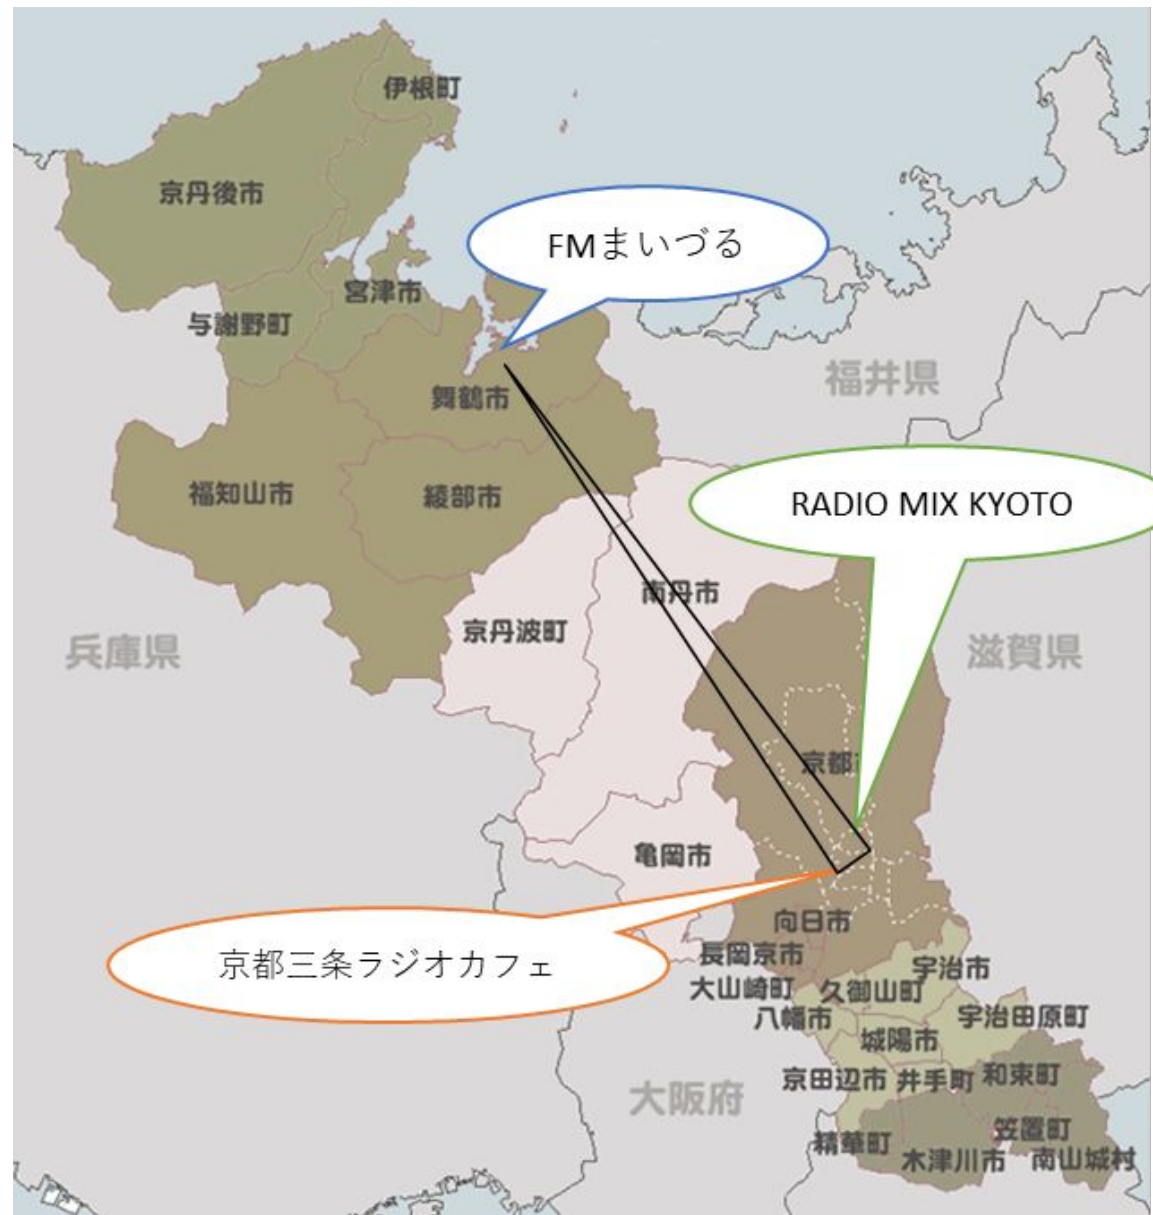 伊根町
京丹後市
FMまいづる
宮津市
与謝野町
福井県
舞鶴市
福知山市
綾部市
RADIO MIX KYOTO
南丹市
京丹波町
兵庫県
滋賀県
京都
亀岡市
向日市
京都三条ラジオカフェ
長岡京市
宇治市
大山崎町
久御山町
八幡市
宇治田原町
城陽市
京田辺市
井手町
和束町
大阪府
笠置町
精華町
木津川市
南山城村